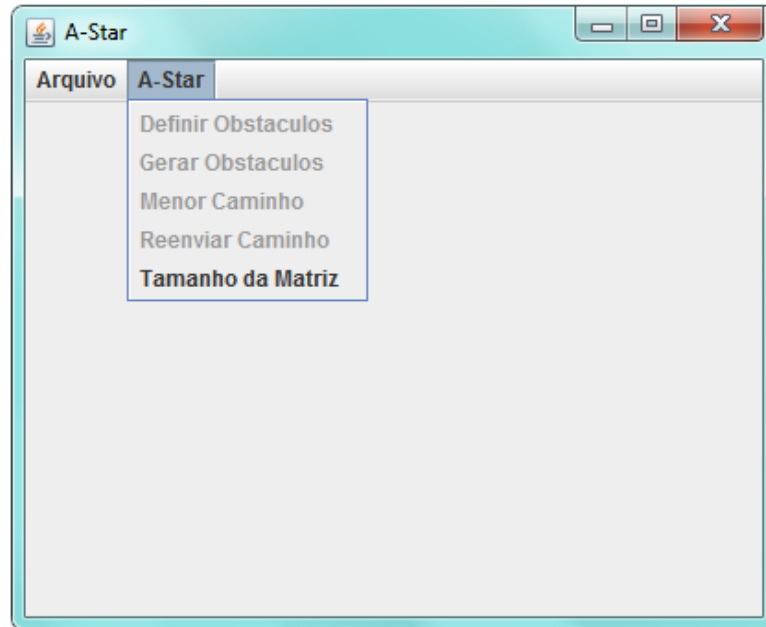 A-Star
Arquivo A-Star
Definir Obstaculos
Gerar Obstaculos
Menor Caminho
Reenviar Caminho
Tamanho da Matriz